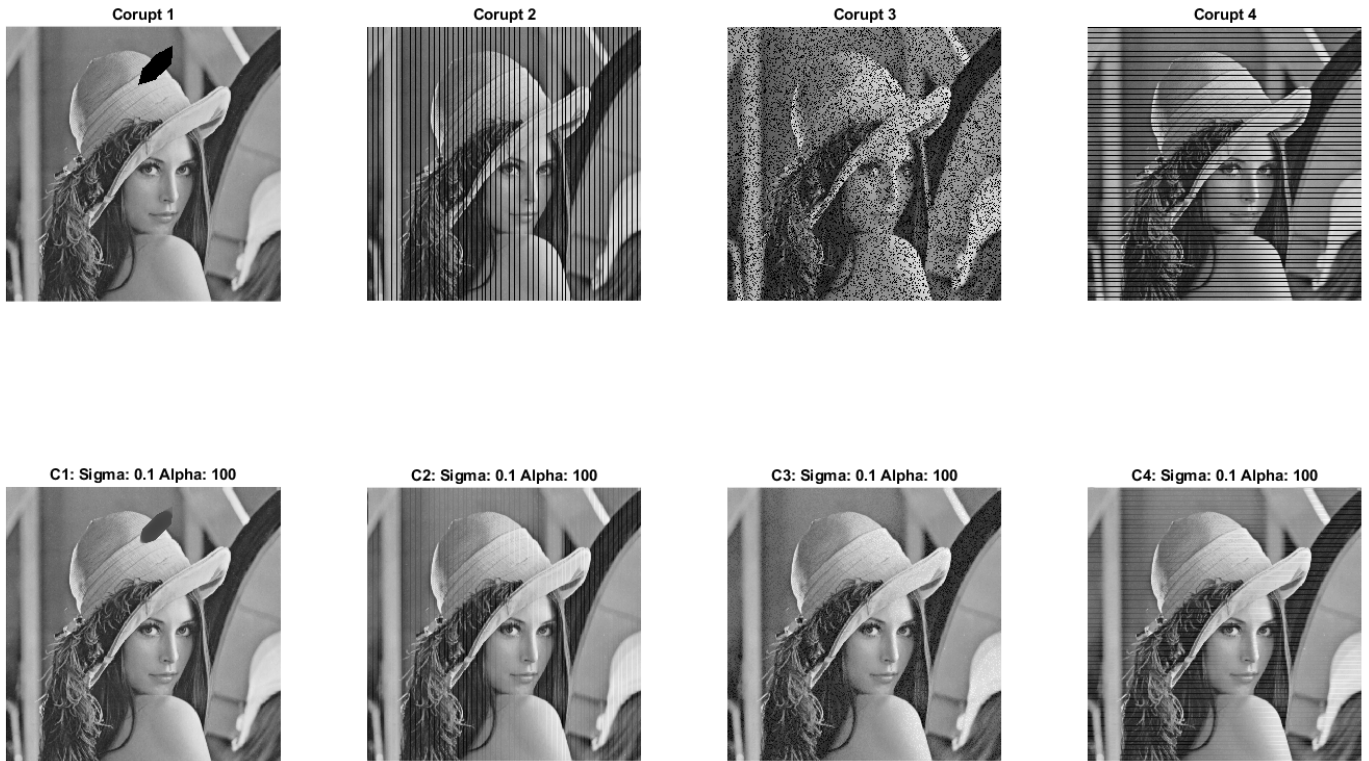 Corupt 1
Corupt 2
Corupt 3
Corupt 4
C1: Sigma: 0.1 Alpha: 100
C2: Sigma: 0.1 Alpha: 100
C3: Sigma: 0.1 Alpha: 100
C4: Sigma: 0.1 Alpha: 100